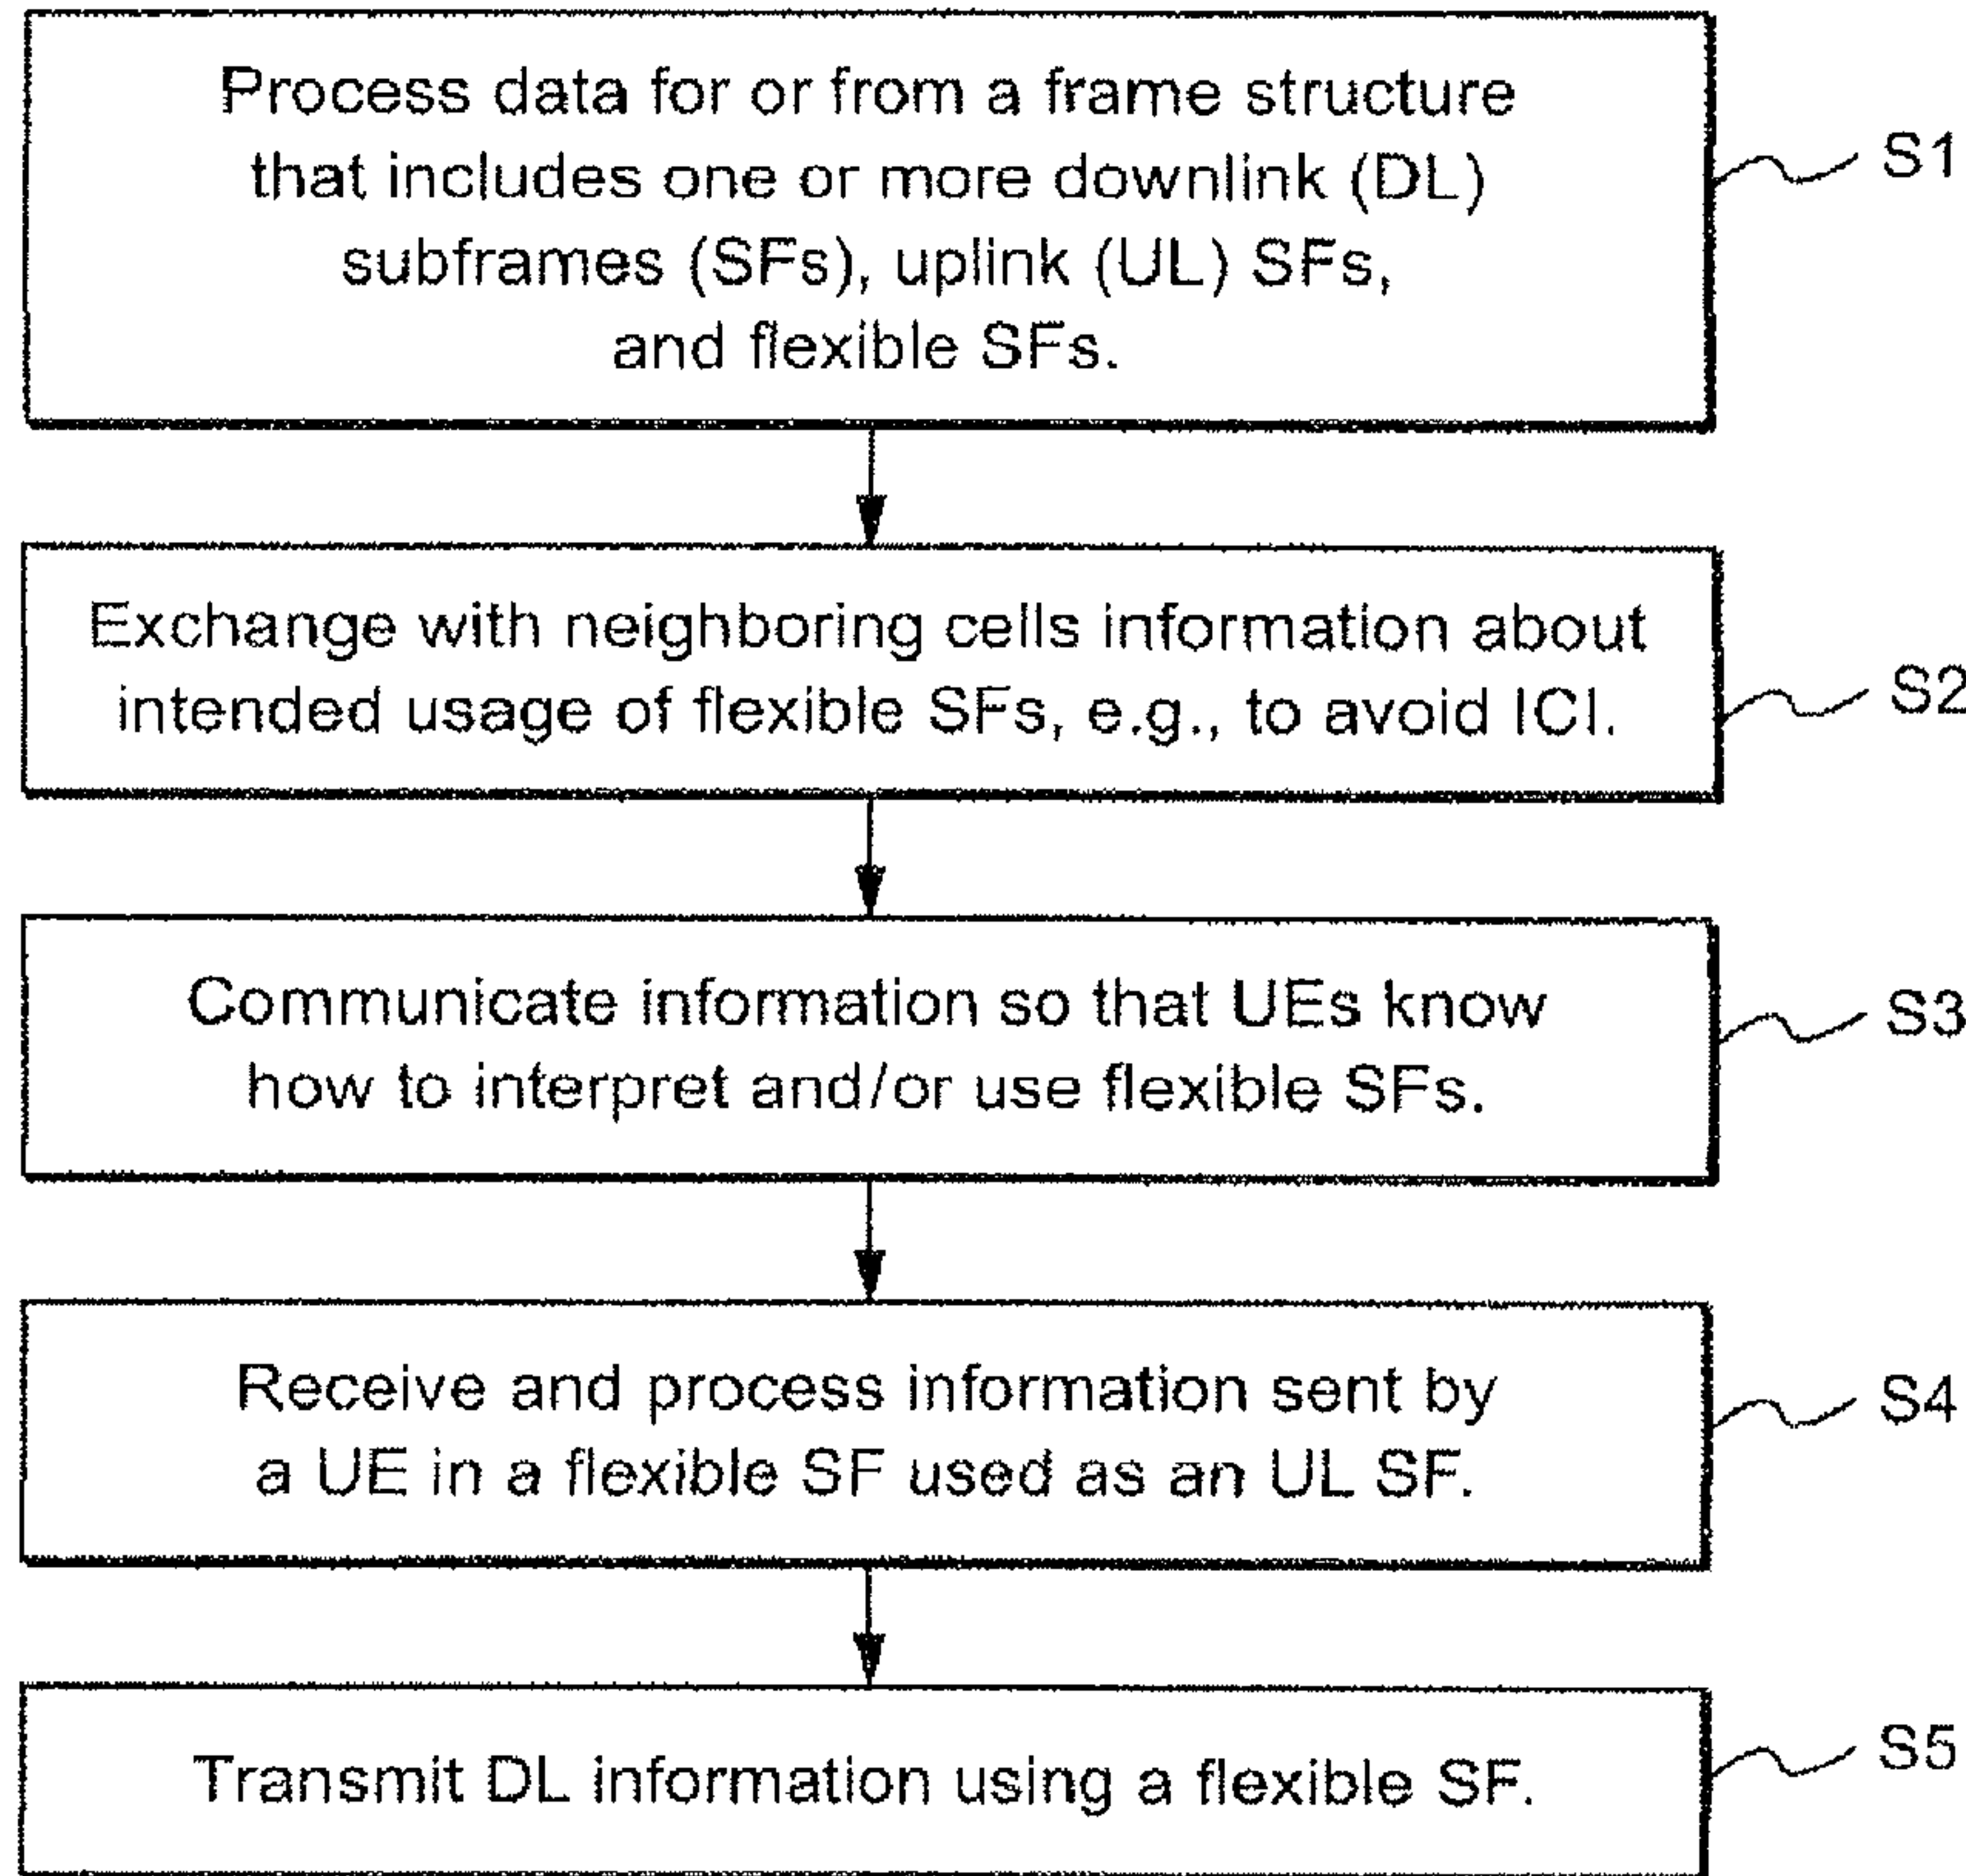 Process data for or from a frame structure
that includes one or more downlink (DL)
subframes (SFs), uplink (UL) SFs,
and flexible SFs.
S1
Exchange with neighboring cells information about
intended usage of flexible SFs, e.g., to avoid ICI.
S2
Communicate information so that UEs know
how to interpret and/or use flexible SFs.
S3
Receive and process information sent by
a UE in a flexible SF used as an UL SF.
S4
Transmit DL information using a flexible SF.
S5